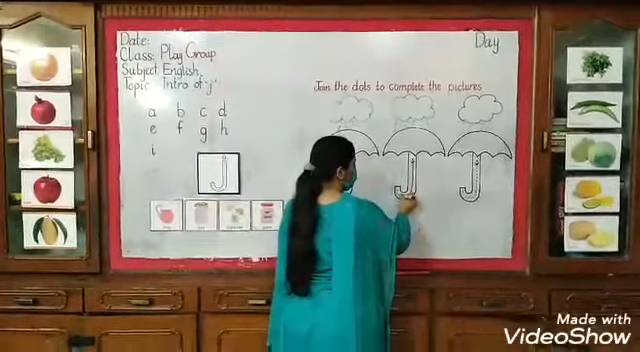 Date:
Day
Class: Play Group
Subject English
Topic Intro of "j"
Join the dots to complete the pictures
a b c d
e f g h
i
j
Made with
VideoShow